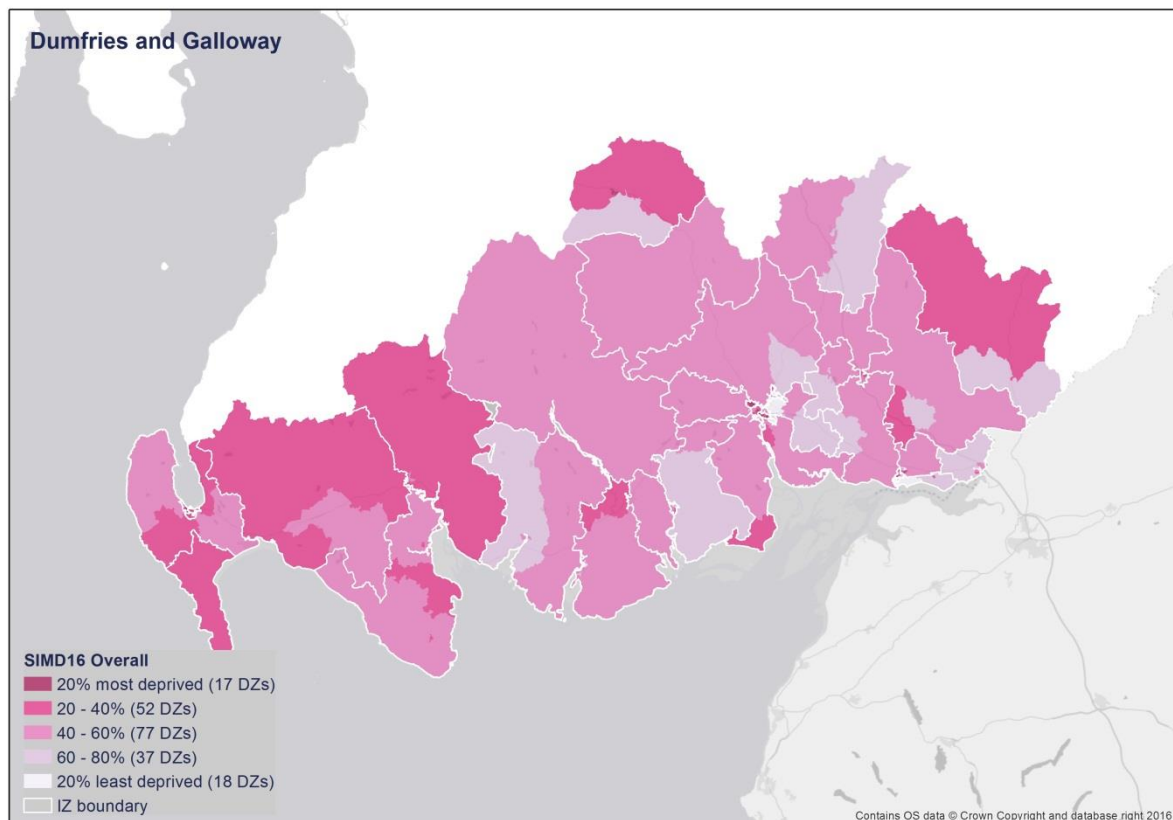 Dumfries and Galloway
SIMD16 Overall
20% most deprived (17 DZs)
20 - 40% (52 DZs)
40 - 60% (77 DZs)
60 - 80% (37 DZs)
20% least deprived (18 DZs)
IZ boundary
Contains OS data © Crown Copyright and database right 2016